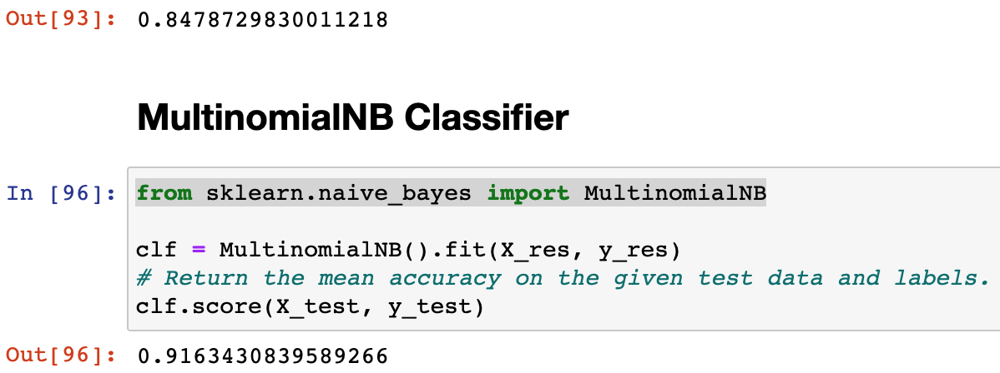 Out[93]: 0.8478729830011218
MultinomialNB Classifier
In [96]: from sklearn.naive_bayes import MultinomialNB
clf = MultinomialNB().fit(X_res, y_res)
# Return the mean accuracy on the given test data and labels.
clf.score(X_test, y_test)
Out[96]: 0.9163430839589266